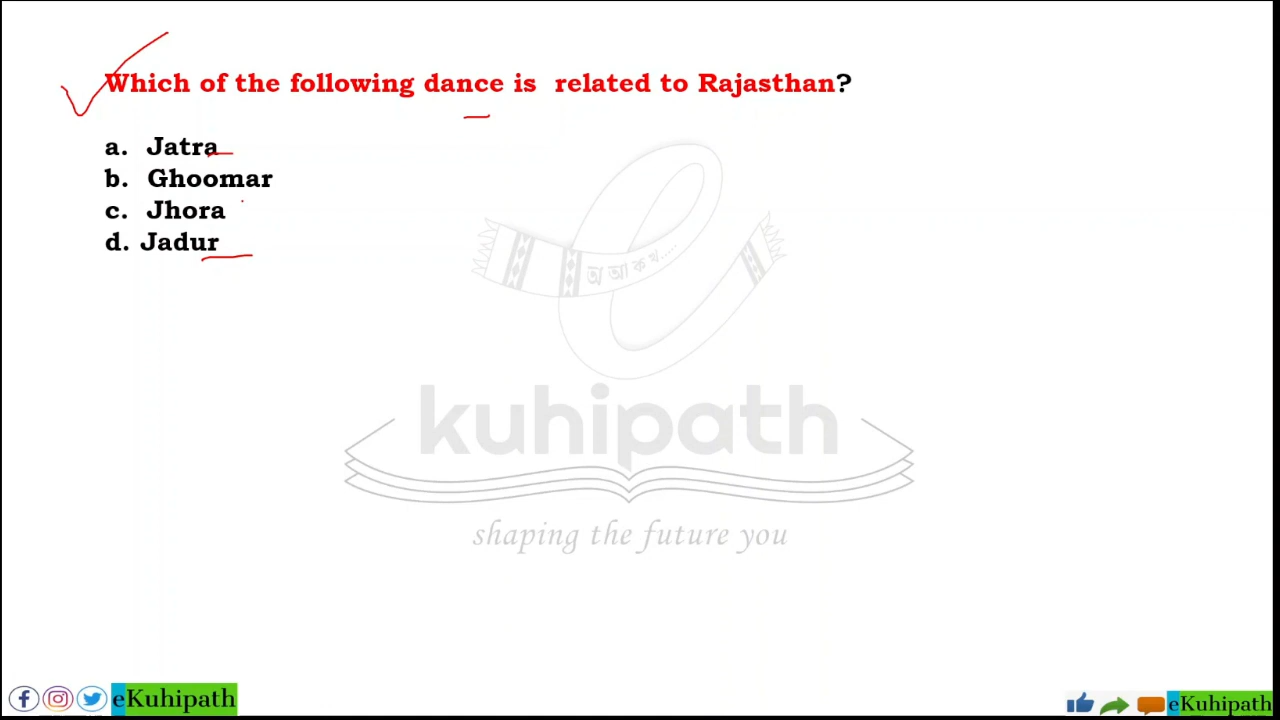 Which of the following dance is related to Rajasthan?
a. Jatra
b. Ghoomar
c. Jhora
d. Jadur
অ আ ক খ....
kuhipath
shaping the future you
eKuhipath
eKuhipath